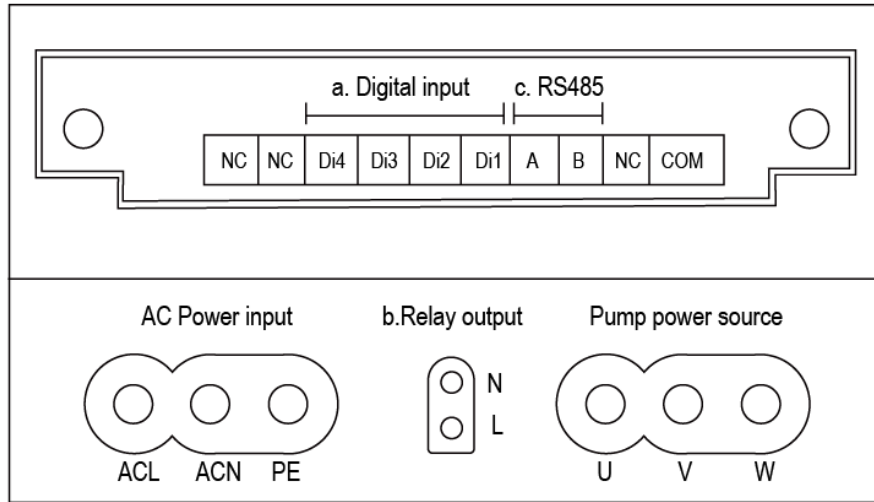 a. Digital input c. RS485
NC NC Di4 Di3 Di2 Di1 A B NC COM
AC Power input b.Relay output Pump power source
N
L
ACL ACN PE U V W